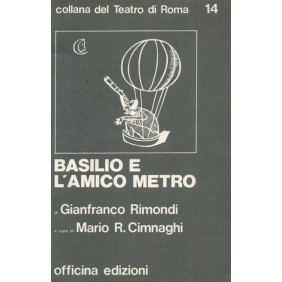 collana del Teatro di Roma 14
BASILIO E
L'AMICO METRO
di Gianfranco Rimondi
a cura di Mario R. Cimnaghi
officina edizioni